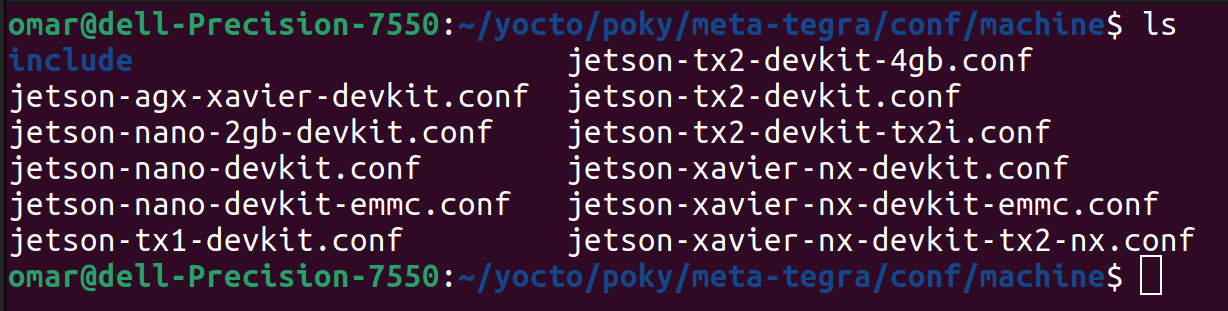 omar@dell-Precision-7550:~/yocto/poky/meta-tegra/conf/machine$ ls
include jetson-tx2-devkit-4gb.conf
jetson-agx-xavier-devkit.conf jetson-tx2-devkit.conf
jetson-nano-2gb-devkit.conf jetson-tx2-devkit-tx2i.conf
jetson-nano-devkit.conf jetson-xavier-nx-devkit.conf
jetson-nano-devkit-emmc.conf jetson-xavier-nx-devkit-emmc.conf
jetson-tx1-devkit.conf jetson-xavier-nx-devkit-tx2-nx.conf
omar@dell-Precision-7550:~/yocto/poky/meta-tegra/conf/machine$